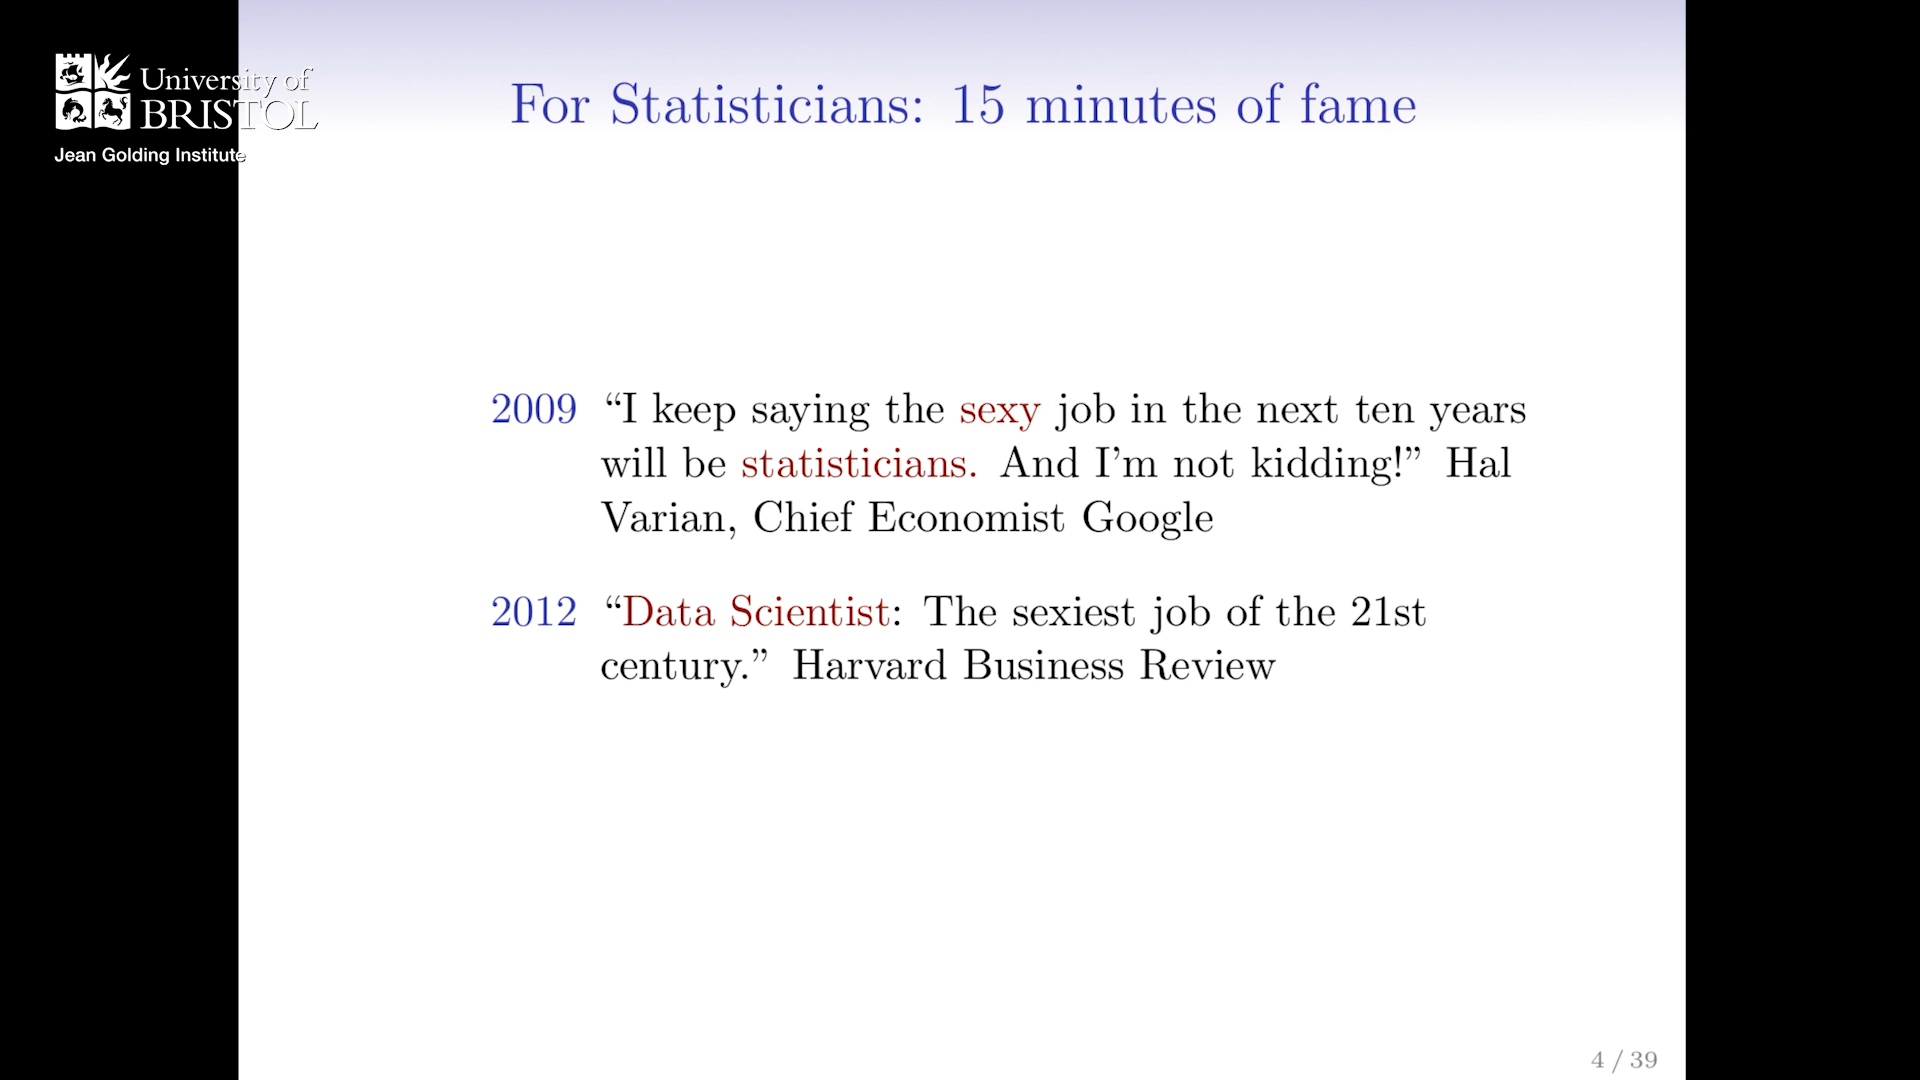 University of
BRISTOL
Jean Golding Institute
For Statisticians: 15 minutes of fame
2009 “I keep saying the sexy job in the next ten years
will be statisticians. And I’m not kidding!” Hal
Varian, Chief Economist Google
2012 “Data Scientist: The sexiest job of the 21st
century.” Harvard Business Review
4 / 39